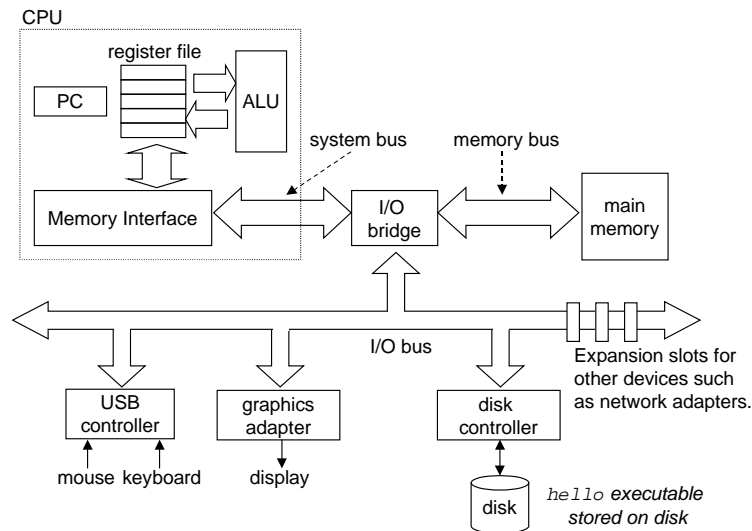 CPU
register file
PC
ALU
system bus
memory bus
Memory Interface
I/O
bridge
main
memory
I/O bus
Expansion slots for
other devices such
as network adapters.
USB
controller
graphics
adapter
disk
controller
mouse keyboard
display
disk
hello executable
stored on disk